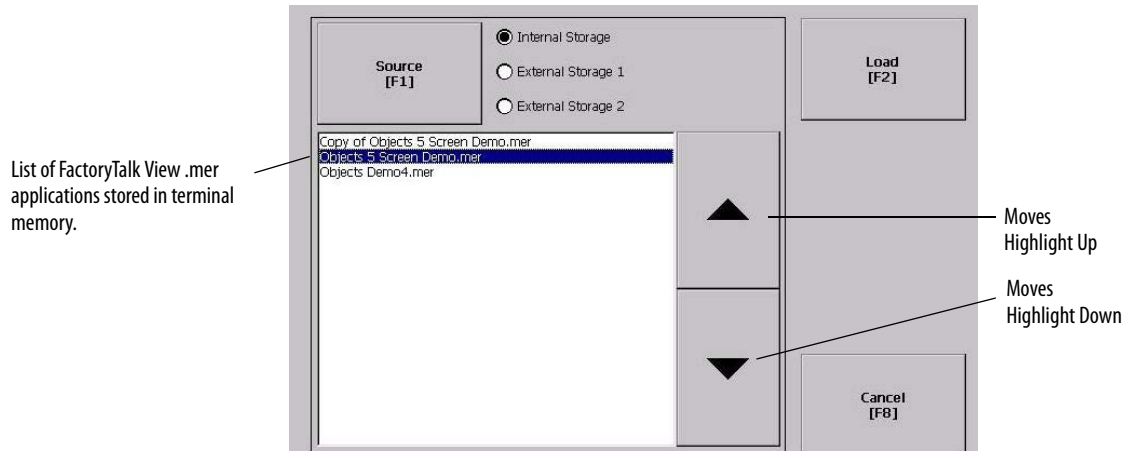 Source
[F1]
Internal Storage
External Storage 1
External Storage 2
Load
[F2]
Copy of Objects 5 Screen Demo.mer
Objects 5 Screen Demo.mer
Objects Demo4.mer
List of FactoryTalk View .mer
applications stored in terminal
memory.
Moves
Highlight Up
Moves
Highlight Down
Cancel
[F8]